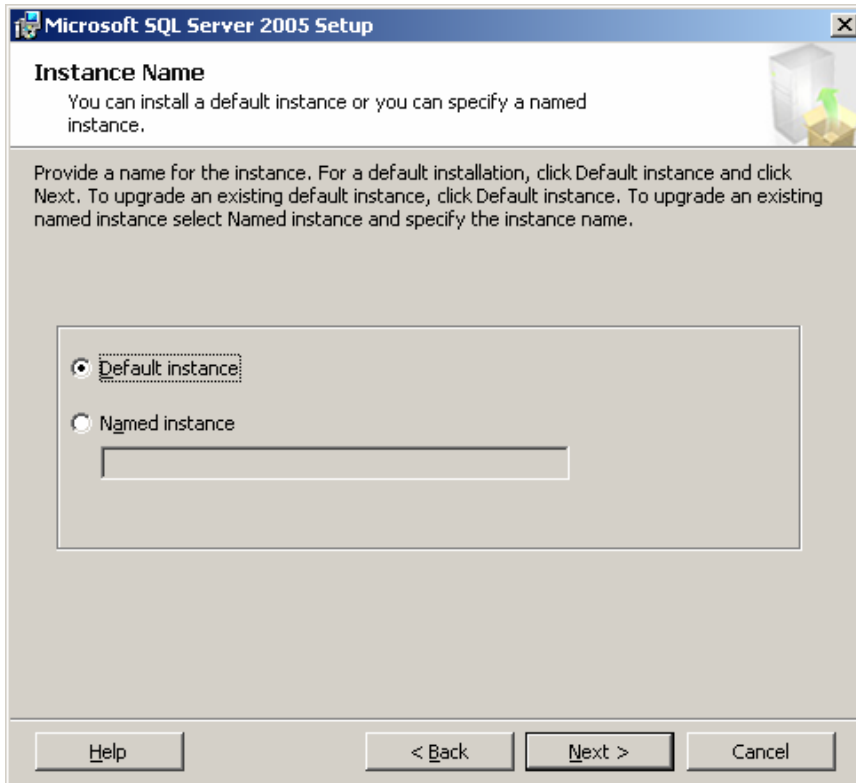 Microsoft SQL Server 2005 Setup
Instance Name
You can install a default instance or you can specify a named
instance.
Provide a name for the instance. For a default installation, click Default instance and click
Next. To upgrade an existing default instance, click Default instance. To upgrade an existing
named instance select Named instance and specify the instance name.
Default instance
Named instance
Help
< Back
Next >
Cancel